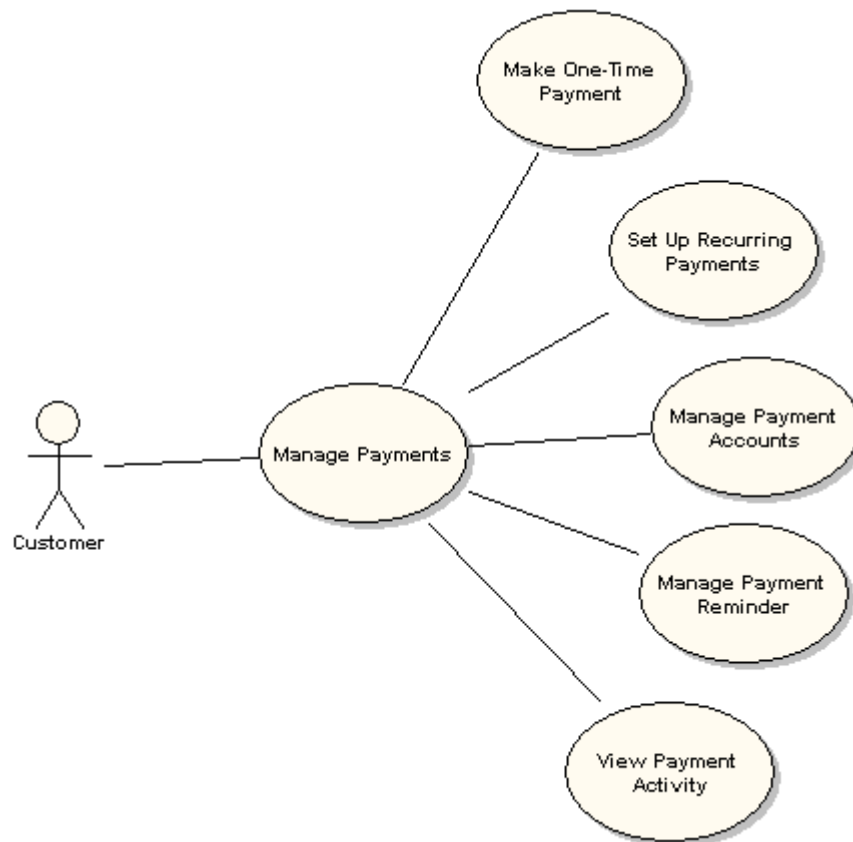 Make One-Time
Payment
Set Up Recurring
Payments
Manage Payment
Accounts
Manage Payments
Customer
Manage Payment
Reminder
View Payment
Activity